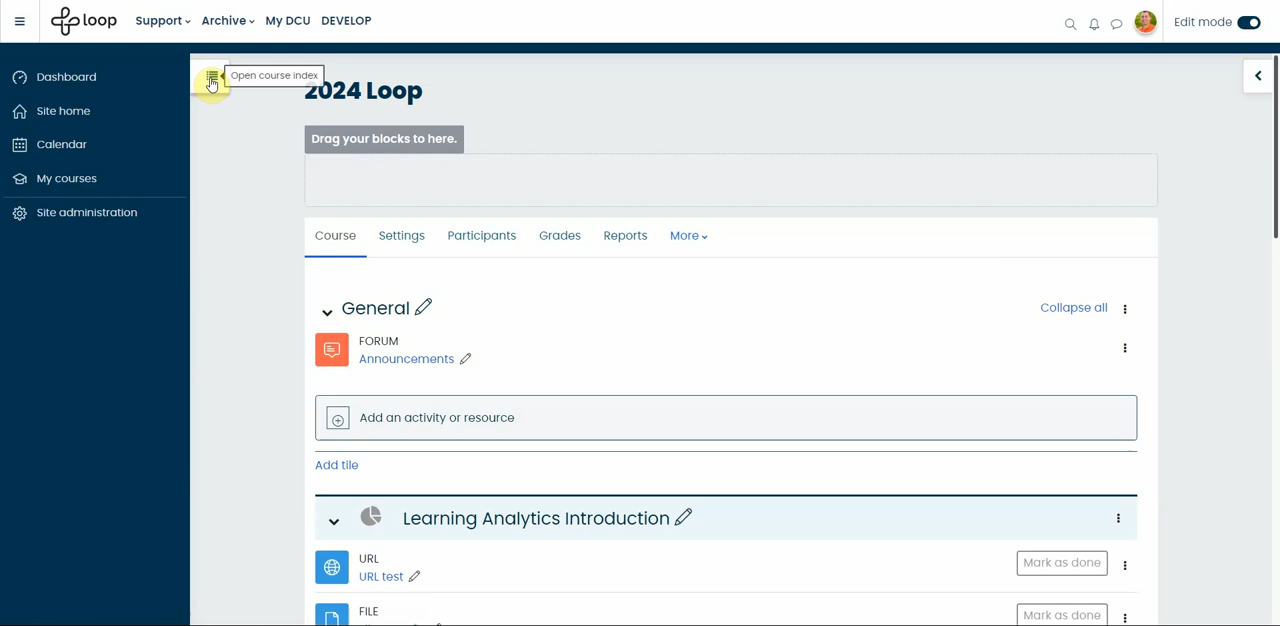 loop
Support
Archive
My DCU
DEVELOP
Edit mode
Dashboard
Site home
Calendar
My courses
Site administration
Open course index
2024 Loop
Drag your blocks to here.
Course
Settings
Participants
Grades
Reports
More
General
Collapse all
FORUM
Announcements
Add an activity or resource
Add tile
Learning Analytics Introduction
URL
URL test
Mark as done
FILE
Mark as done